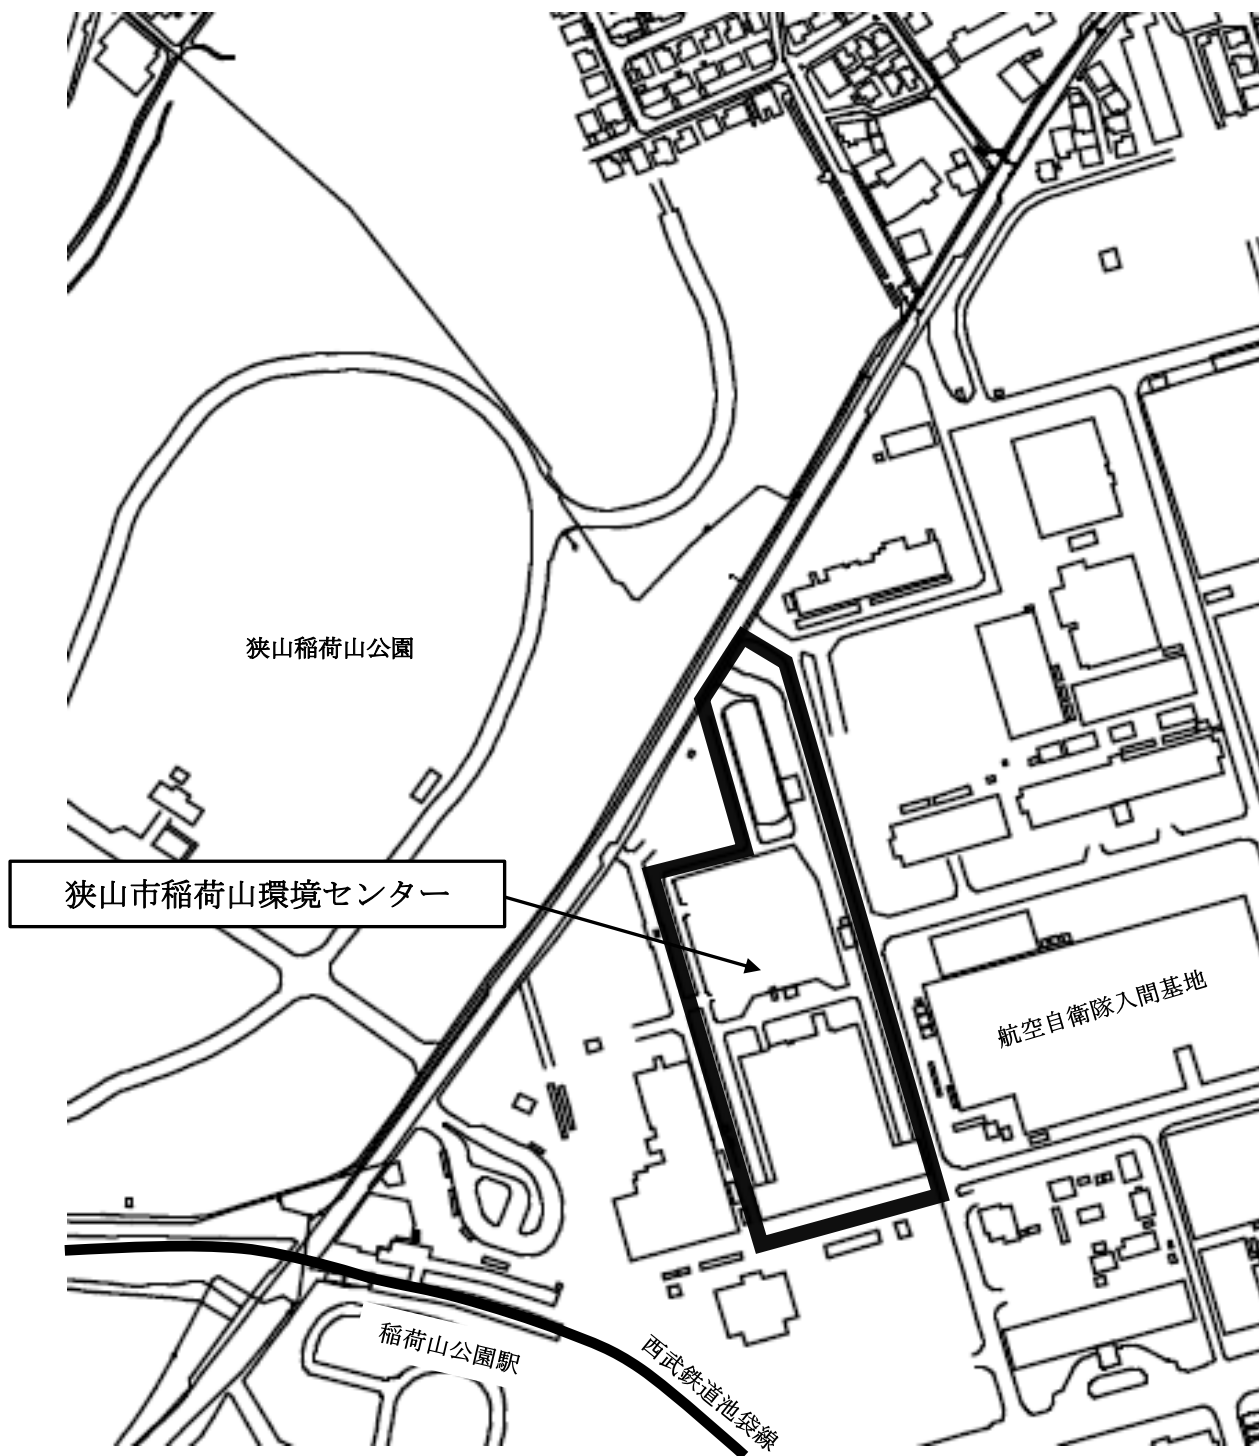 狭山稲荷山公園
狭山市稲荷山環境センター
航空自衛隊入間基地
稲荷山公園駅
西武鉄道池袋線